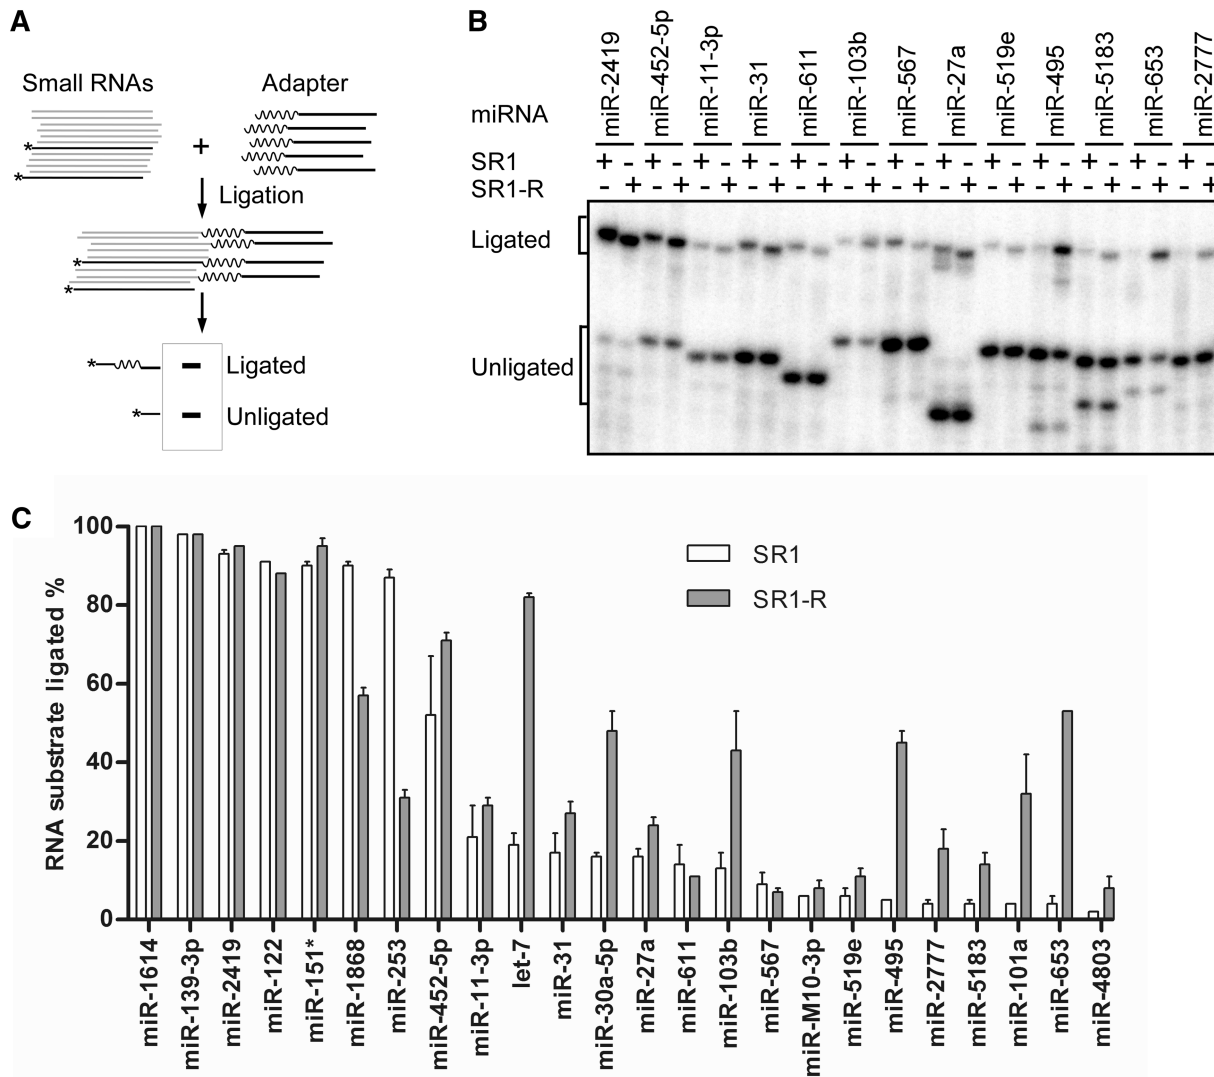 A
Small RNAs
Adapter
*
+
*
Ligation
*
*
* Ligated
* Unligated
B
miRNA
miR-2419
miR-452-5p
miR-11-3p
miR-31
miR-611
miR-103b
miR-567
miR-27a
miR-519e
miR-495
miR-5183
miR-653
miR-2777
SR1 + - + - + - + - + - + - + - + - + - + - + - + - + -
SR1-R - + - + - + - + - + - + - + - + - + - + - + - + - +
Ligated
Unligated
C
RNA substrate ligated %
100
80
60
40
20
0
SR1
SR1-R
miR-1614
miR-139-3p
miR-2419
miR-122
miR-151*
miR-1868
miR-253
miR-452-5p
miR-11-3p
let-7
miR-31
miR-30a-5p
miR-27a
miR-611
miR-103b
miR-567
miR-M10-3p
miR-519e
miR-495
miR-2777
miR-5183
miR-101a
miR-653
miR-4803